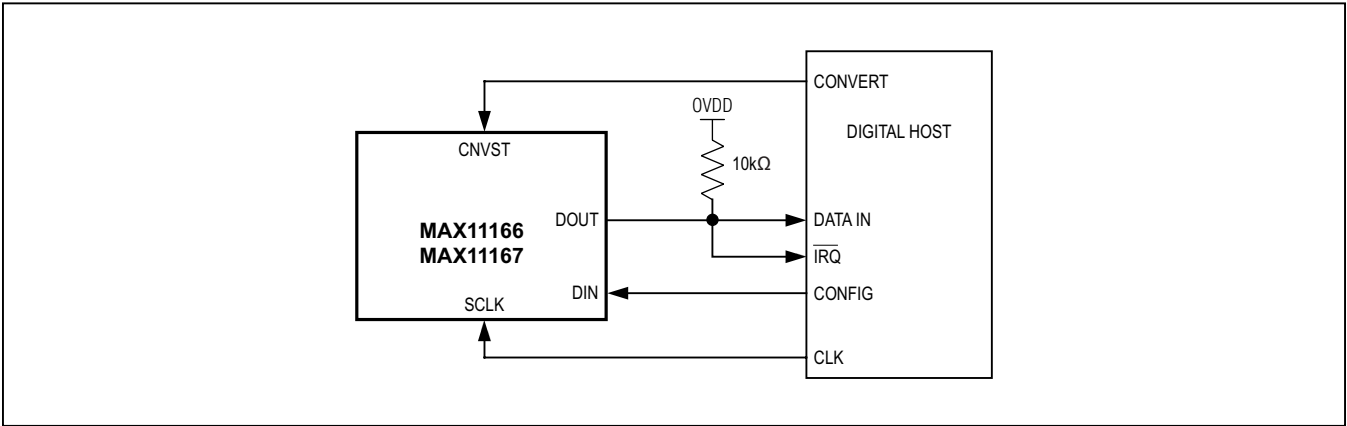 CONVERT
OVDD
DIGITAL HOST
CNVST
10kΩ
DOUT
DATA IN
MAX11166
MAX11167
IRQ
DIN
CONFIG
SCLK
CLK